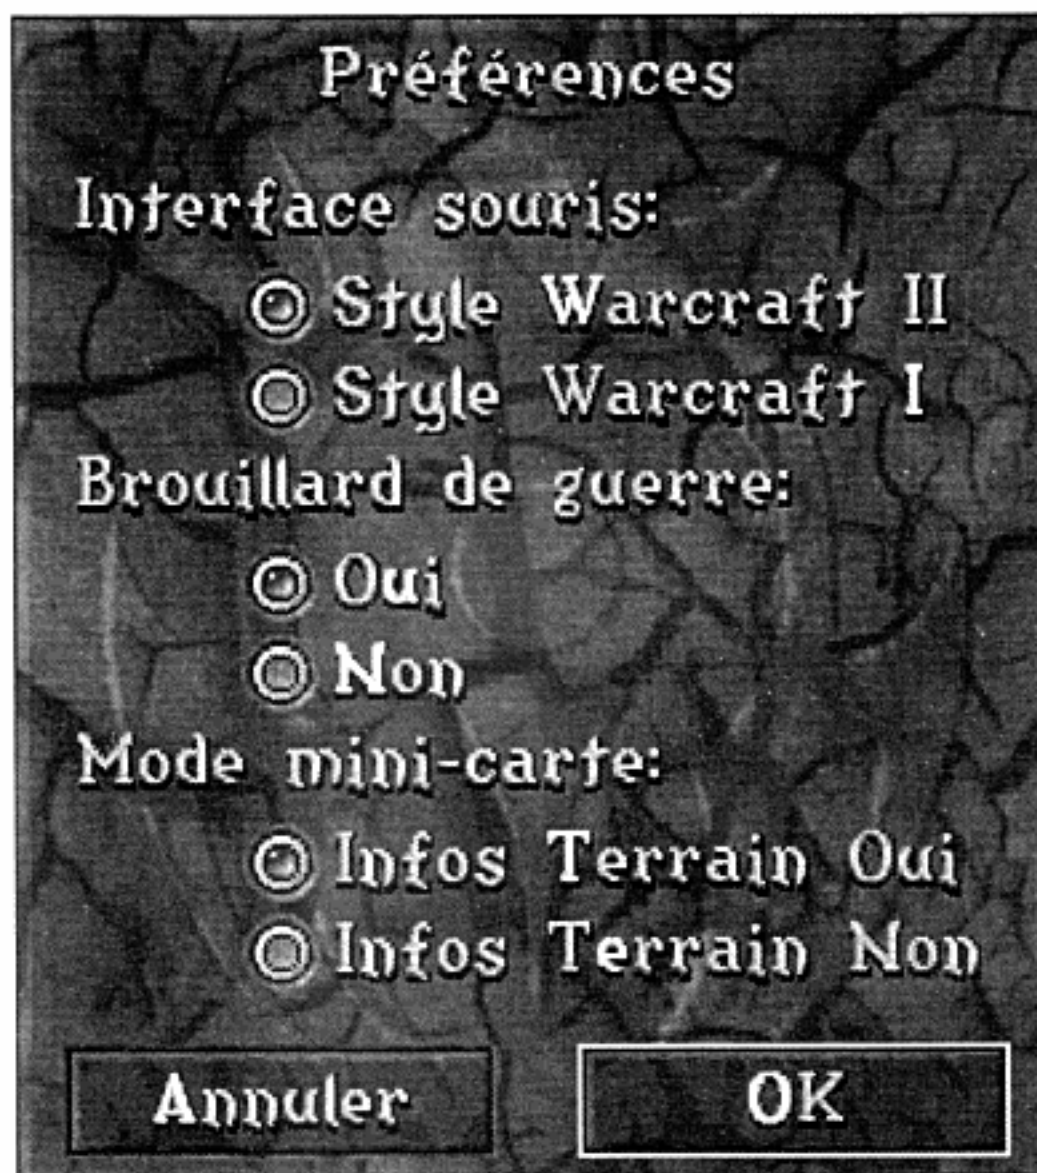 Préférences
Interface souris:
Style Warcraft II
Style Warcraft I
Brouillard de guerre:
Oui
Non
Mode mini-carte:
Infos Terrain Oui
Infos Terrain Non
Annuler
OK